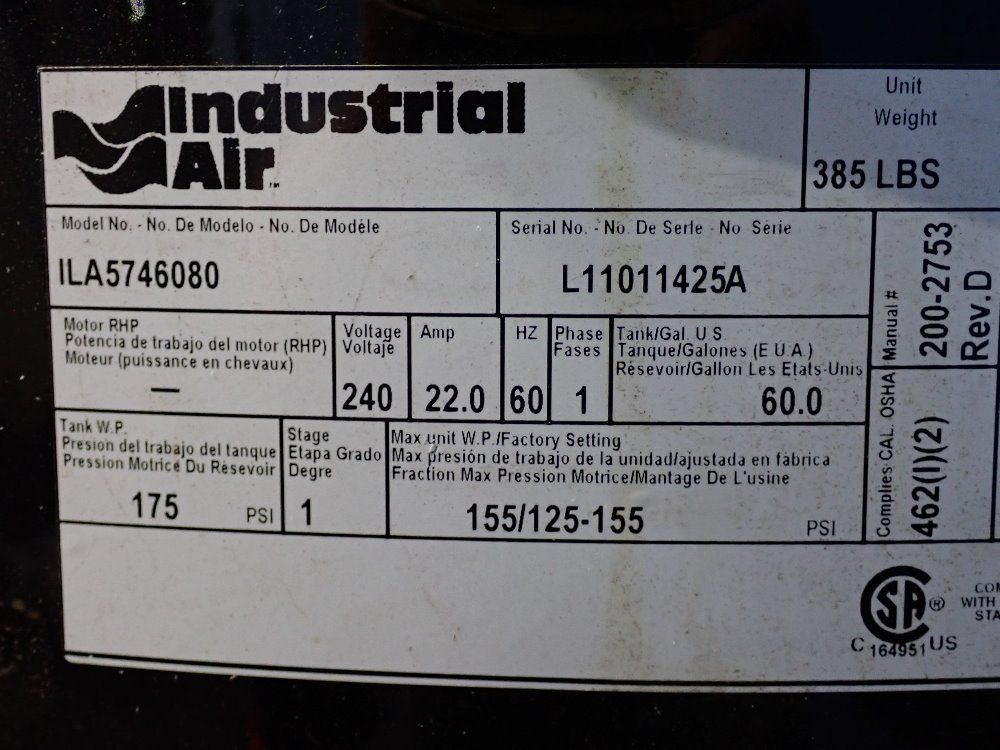 Industrial
Air™
Unit
Weight
385 LBS
Model No. - No. De Modelo - No. De Modéle
ILA5746080
Serial No. - No. De Serie - No Série
L11011425A
Manual #
200-2753
Rev.D
Motor RHP
Potencia de trabajo del motor (RHP)
Moteur (puissance en chevaux)
—
Voltage
Voltaje
240
Amp
22.0
HZ
60
Phase
Fases
1
Tank/Gal. U.S.
Tanque/Galones (E.U.A.)
Résevoir/Gallon Les Etats-Unis
60.0
Complies CAL. OSHA
462(l)(2)
Tank W.P.
Presion del trabajo del tanque
Pression Motrice Du Résevoir
175 PSI
Stage
Etapa Grado
Degre
1
Max unit W.P./Factory Setting
Max presión de trabajo de la unidad/ajustada en fabrica
Fraction Max Pression Motrice/Mantage De L'usine
155/125-155 PSI
SA®
C 164951 US
WITH